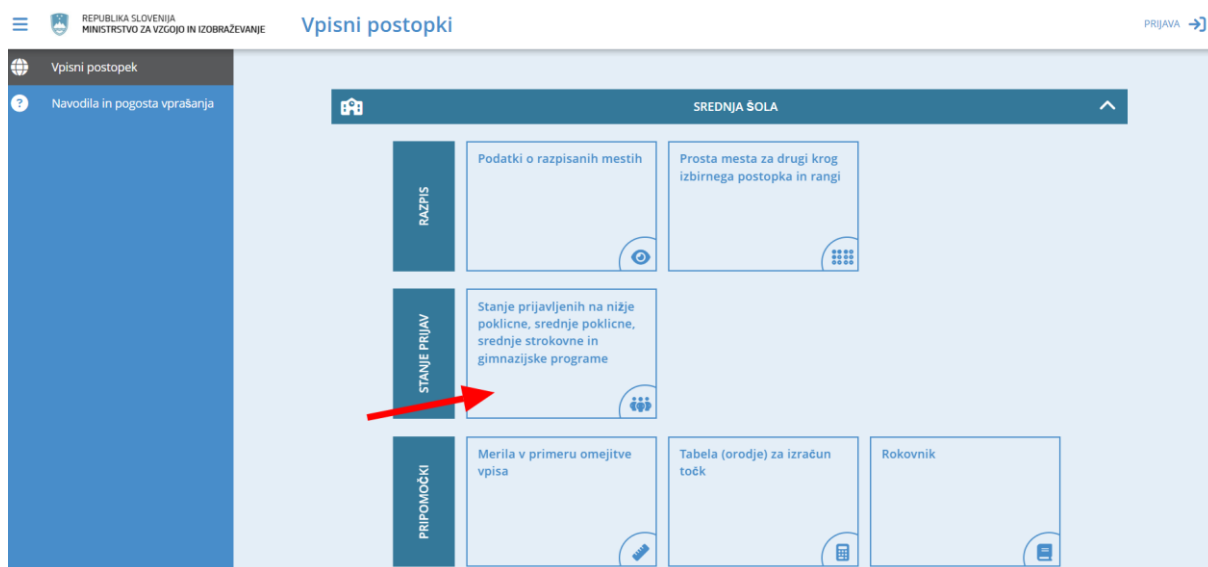 REPUBLIKA SLOVENIJA
MINISTRSTVO ZA VZGOJO IN IZOBRAŽEVANJE
Vpisni postopki
PRIJAVA
Vpisni postopek
Navodila in pogosta vprašanja
SREDNJA ŠOLA
RAZPIS
Podatki o razpisanih mestih
Prosta mesta za drugi krog
izbirnega postopka in rangi
STANJE PRIJAV
Stanje prijavljenih na nižje
poklicne, srednje poklicne,
srednje strokovne in
gimnazijske programe
PRIPOMOČKI
Merila v primeru omejitve
vpisa
Tabela (orodje) za izračun
točk
Rokovnik